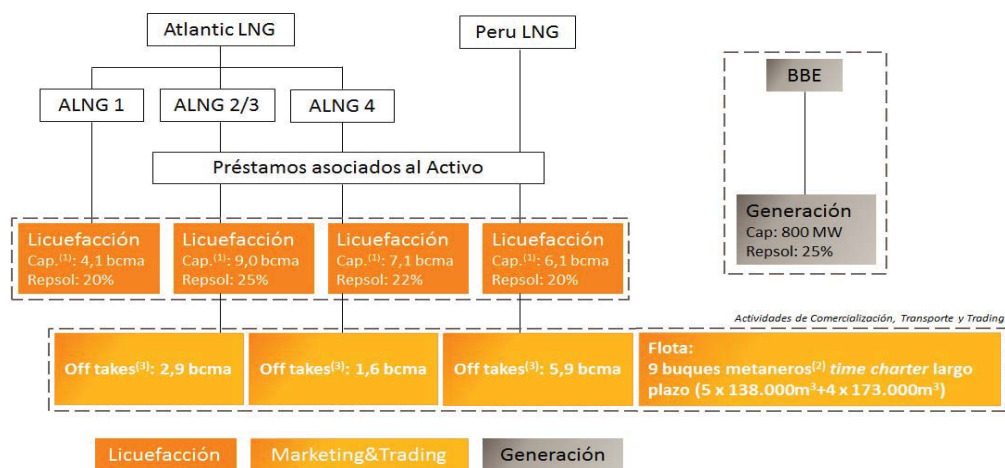 Atlantic LNG
Peru LNG
BBE
ALNG 1
ALNG 2/3
ALNG 4
Préstamos asociados al Activo
Licuefacción
Cap.(1): 4,1 bcma
Repsol: 20%
Licuefacción
Cap.(1): 9,0 bcma
Repsol: 25%
Licuefacción
Cap.(1): 7,1 bcma
Repsol: 22%
Licuefacción
Cap.(1): 6,1 bcma
Repsol: 20%
Generación
Cap: 800 MW
Repsol: 25%
Actividades de Comercialización, Transporte y Trading
Off takes(3): 2,9 bcma
Off takes(3): 1,6 bcma
Off takes(3): 5,9 bcma
Flota:
9 buques metaneros(2) time charter largo
plazo (5 x 138.000m³+4 x 173.000m³)
Licuefacción
Marketing&Trading
Generación